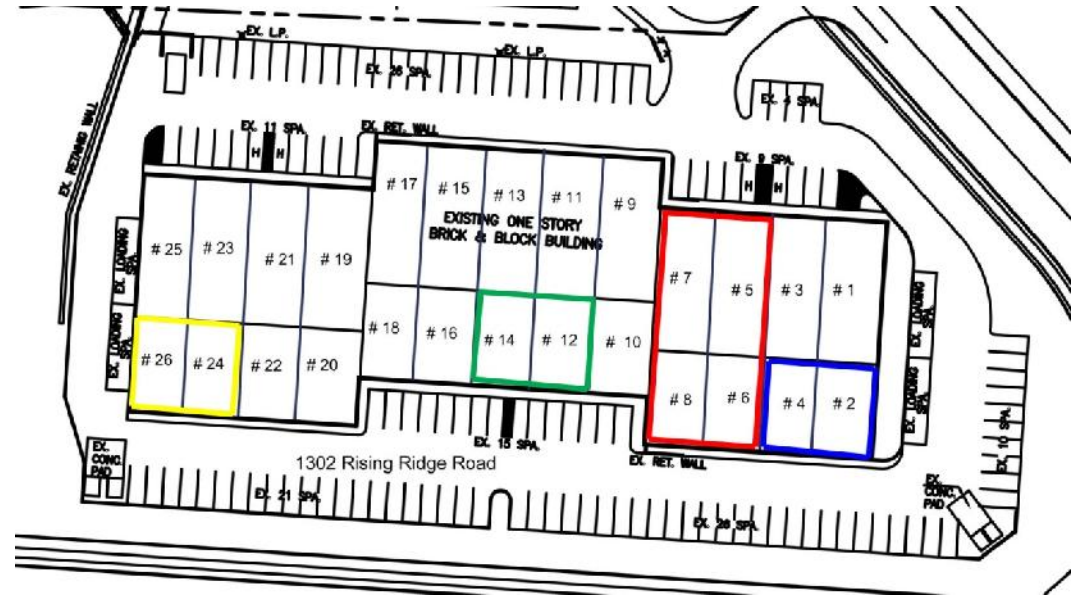 EX. L.P.
EX. L.P.
EX. 26 SPA.
EX. 4 SPA.
EX. RETAING WALL
EX. 11 SPA.
EX. RET. WALL
H H
EX. 9 SPA.
H H
# 17 # 15 # 13 # 11 # 9
EXISTING ONE STORY
BRICK & BLOCK BUILDING
# 25 # 23 # 21 # 19
# 7 # 5 # 3 # 1
EX. LOADING
SPA.
EX. LOADING
SPA.
EX. LOADING
SPA.
EX. LOADING
SPA.
# 18 # 16 # 14 # 12 # 10
# 26 # 24 # 22 # 20
# 8 # 6 # 4 # 2
EX. 10 SPA.
EX. 15 SPA.
EX.
CONC.
PAD
1302 Rising Ridge Road
EX. RET. WALL
EX.
CONC.
PAD
EX. 21 SPA.
EX. 26 SPA.